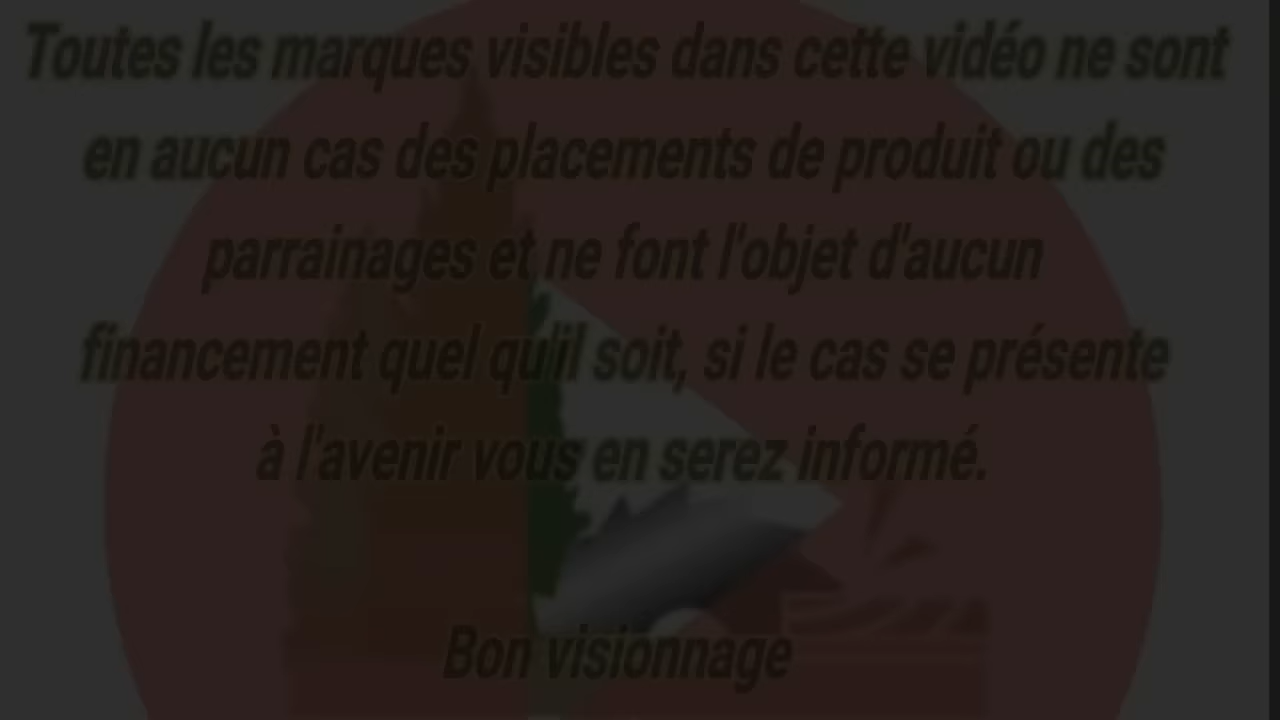 Toutes les marques visibles dans cette vidéo ne sont
en aucun cas des placements de produit ou des
parrainages et ne font l'objet d'aucun
financement quel qu'il soit, si le cas se présente
à l'avenir vous en serez informé.
Bon visionnage